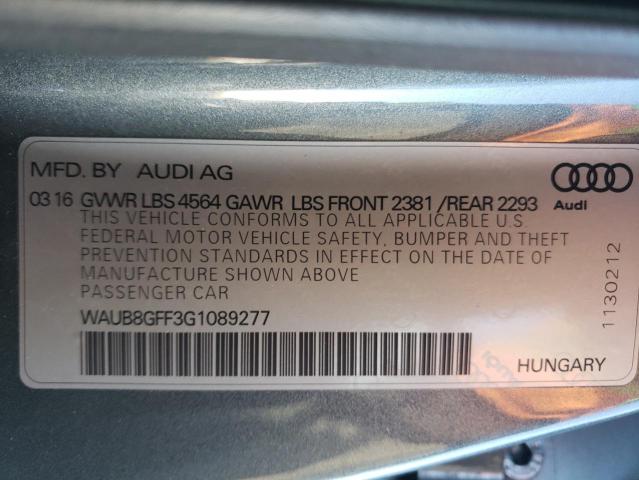 MFD. BY AUDI AG
03 16 GVWR LBS 4564 GAWR LBS FRONT 2381 /REAR 2293
THIS VEHICLE CONFORMS TO ALL APPLICABLE U.S.
FEDERAL MOTOR VEHICLE SAFETY, BUMPER AND THEFT
PREVENTION STANDARDS IN EFFECT ON THE DATE OF
MANUFACTURE SHOWN ABOVE
PASSENGER CAR
WAUB8GFF3G1089277
Audi
1130212
HUNGARY